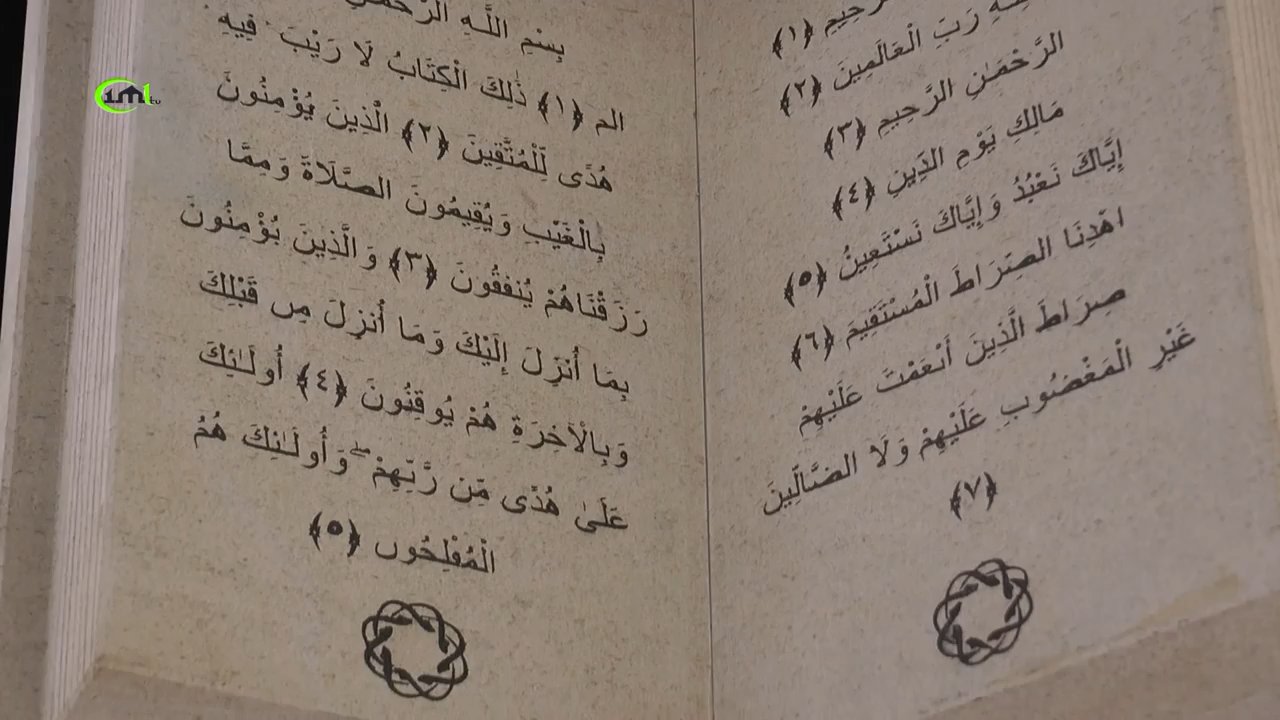 رَبِّ الْعَالَمِينَ ﴿٢﴾
الرَّحْمَٰنِ الرَّحِيمِ ﴿٣﴾
مَالِكِ يَوْمِ الدِّينِ ﴿٤﴾
إِيَّاكَ نَعْبُدُ وَإِيَّاكَ نَسْتَعِينُ ﴿٥﴾
اهْدِنَا الصِّرَاطَ الْمُسْتَقِيمَ ﴿٦﴾
صِرَاطَ الَّذِينَ أَنْعَمْتَ عَلَيْهِمْ
غَيْرِ الْمَغْضُوبِ عَلَيْهِمْ وَلَا الضَّالِّينَ
﴿٧﴾
بِسْمِ اللَّهِ
الم ﴿١﴾ ذَٰلِكَ الْكِتَابُ لَا رَيْبَ ۛ فِيهِ
هُدًى لِّلْمُتَّقِينَ ﴿٢﴾ الَّذِينَ يُؤْمِنُونَ
بِالْغَيْبِ وَيُقِيمُونَ الصَّلَاةَ وَمِمَّا
رَزَقْنَاهُمْ يُنفِقُونَ ﴿٣﴾ وَالَّذِينَ يُؤْمِنُونَ
بِمَا أُنزِلَ إِلَيْكَ وَمَا أُنزِلَ مِن قَبْلِكَ
وَبِالْآخِرَةِ هُمْ يُوقِنُونَ ﴿٤﴾ أُولَٰئِكَ
عَلَىٰ هُدًى مِّن رَّبِّهِمْ ۖ وَأُولَٰئِكَ هُمُ
الْمُفْلِحُونَ ﴿٥﴾